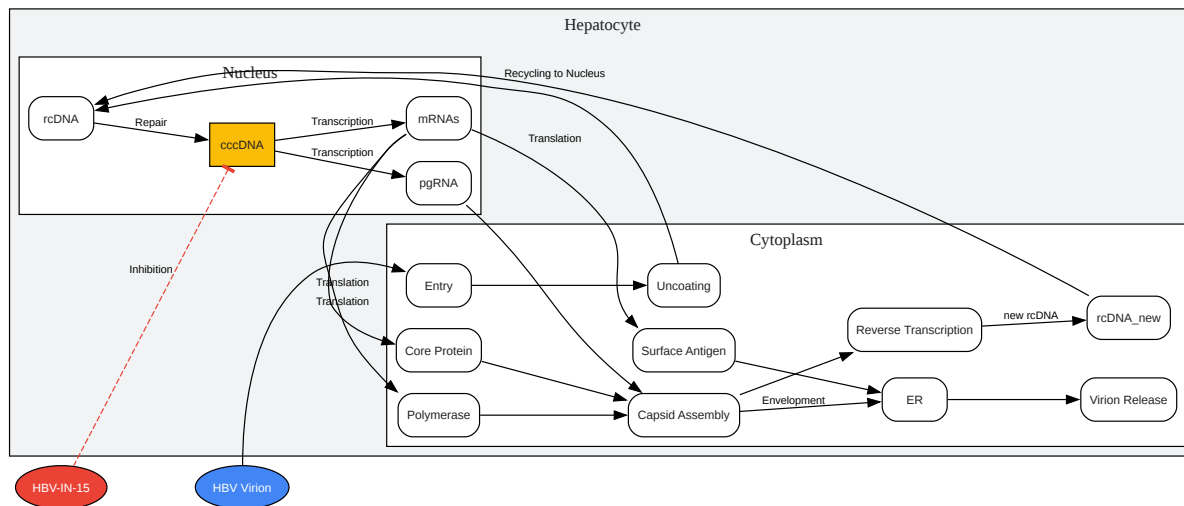 Hepatocyte
Nucleus
Recycling to Nucleus
rcDNA
Repair
cccDNA
Transcription
Transcription
mRNAs
pgRNA
Translation
Cytoplasm
Inhibition
Translation
Translation
Entry
Uncoating
Core Protein
Surface Antigen
Reverse Transcription
new rcDNA
rcDNA_new
Polymerase
Capsid Assembly
Envelopment
ER
Virion Release
HBV-IN-15
HBV Virion